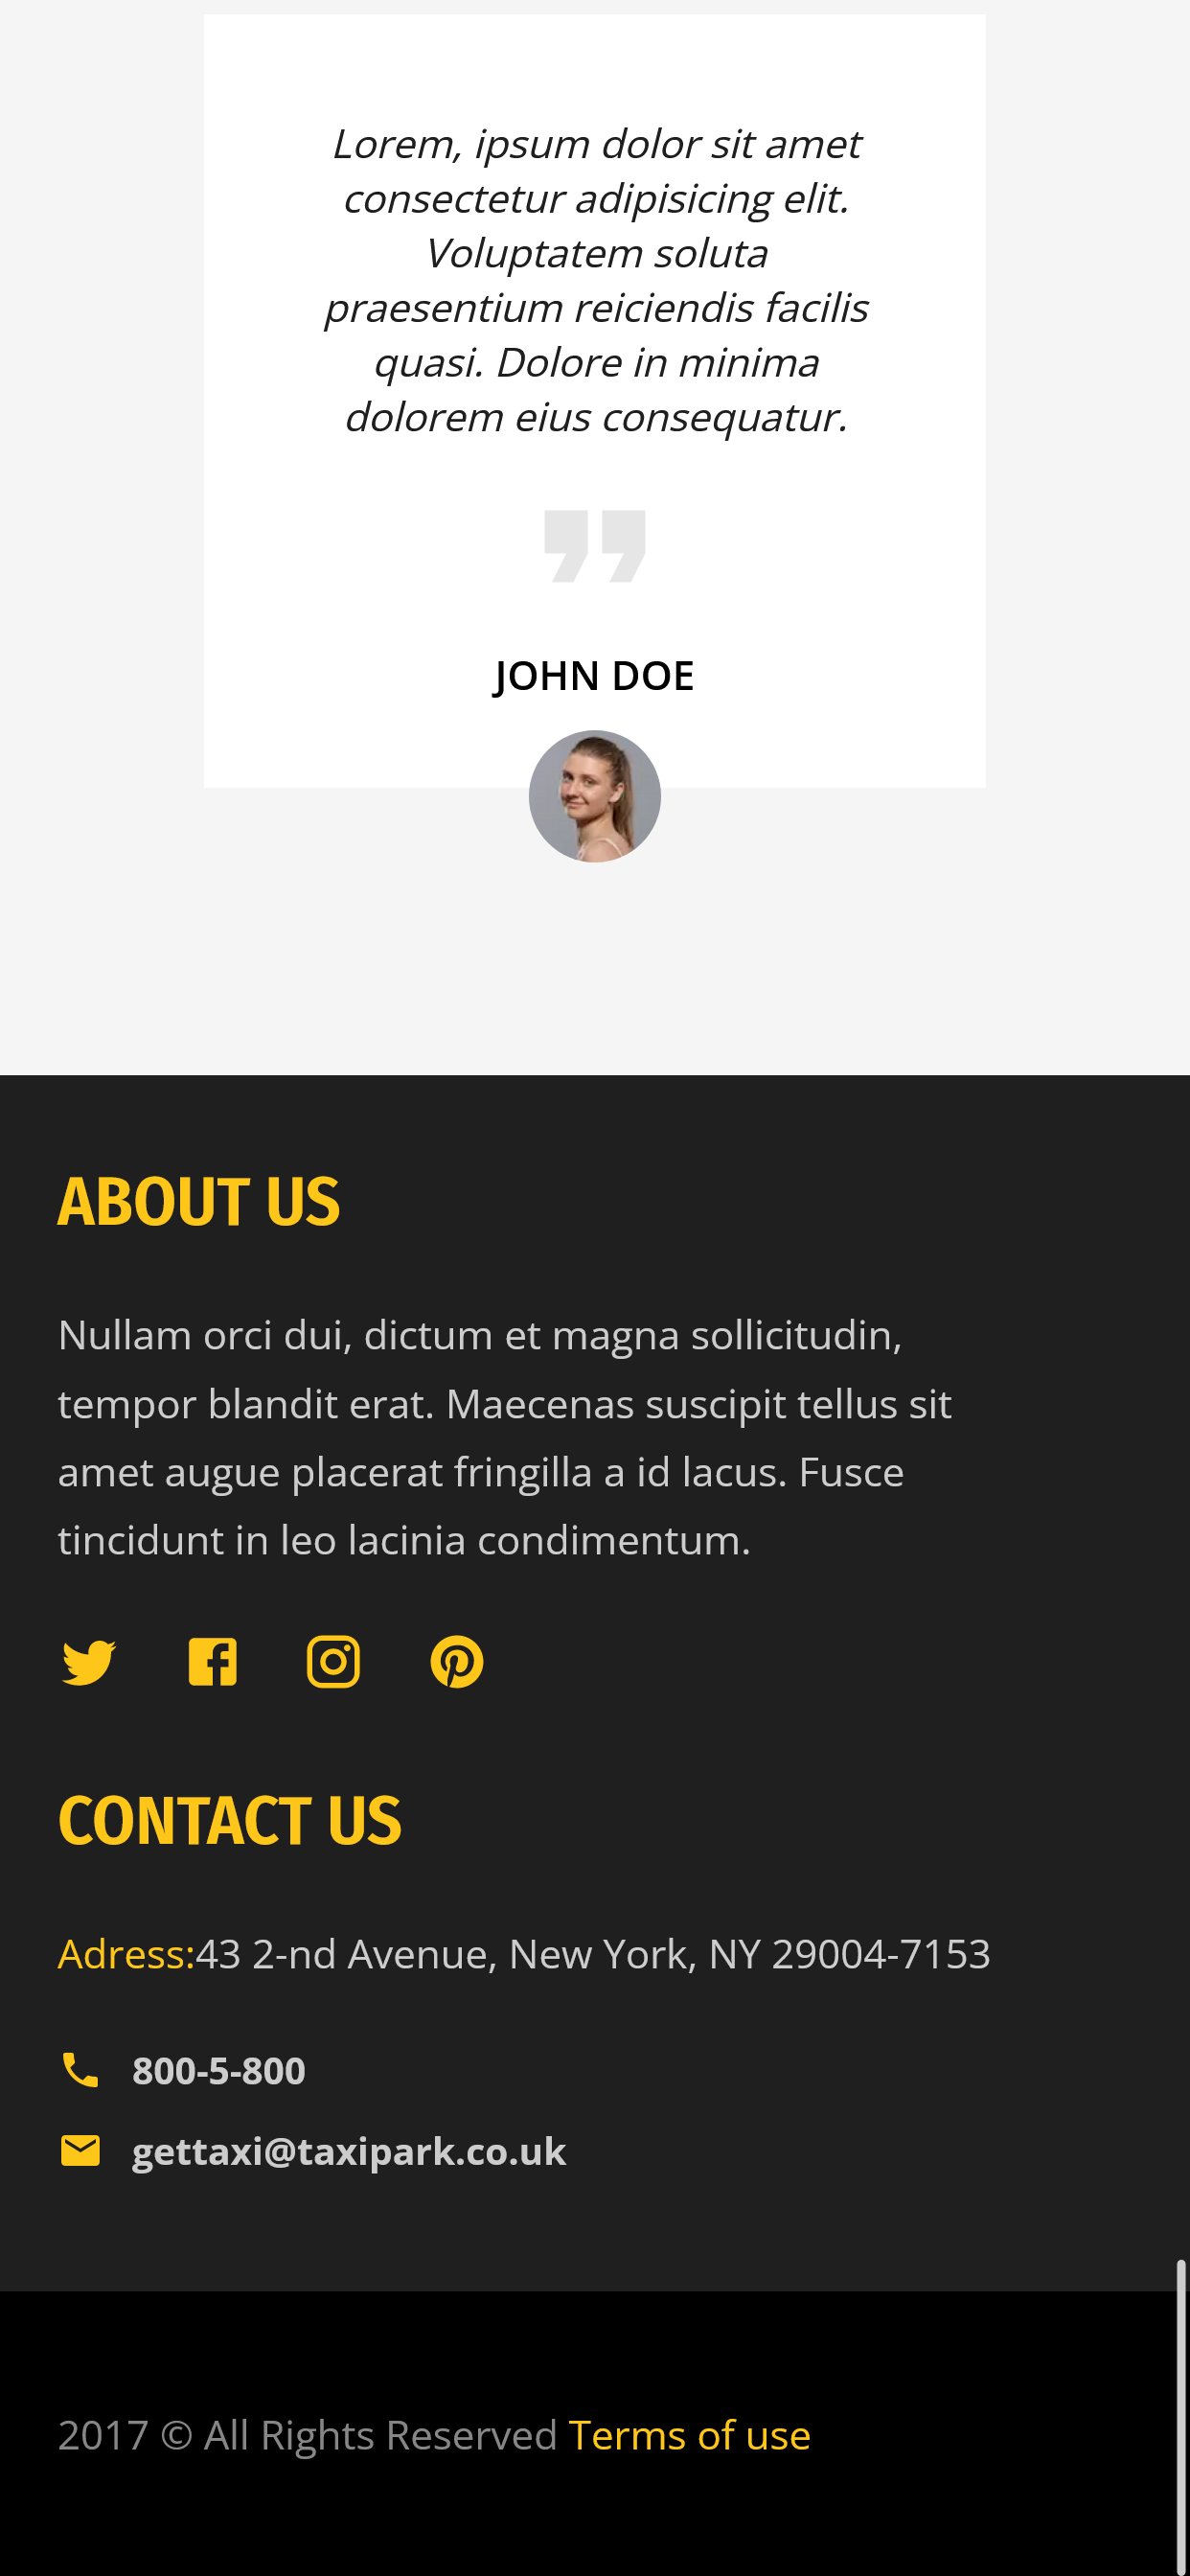 Lorem, ipsum dolor sit amet
consectetur adipisicing elit.
Voluptatem soluta
praesentium reiciendis facilis
quasi. Dolore in minima
dolorem eius consequatur.
JOHN DOE
ABOUT US
Nullam orci dui, dictum et magna sollicitudin,
tempor blandit erat. Maecenas suscipit tellus sit
amet augue placerat fringilla a id lacus. Fusce
tincidunt in leo lacinia condimentum.
CONTACT US
Adress:43 2-nd Avenue, New York, NY 29004-7153
800-5-800
gettaxi@taxipark.co.uk
2017 © All Rights Reserved Terms of use